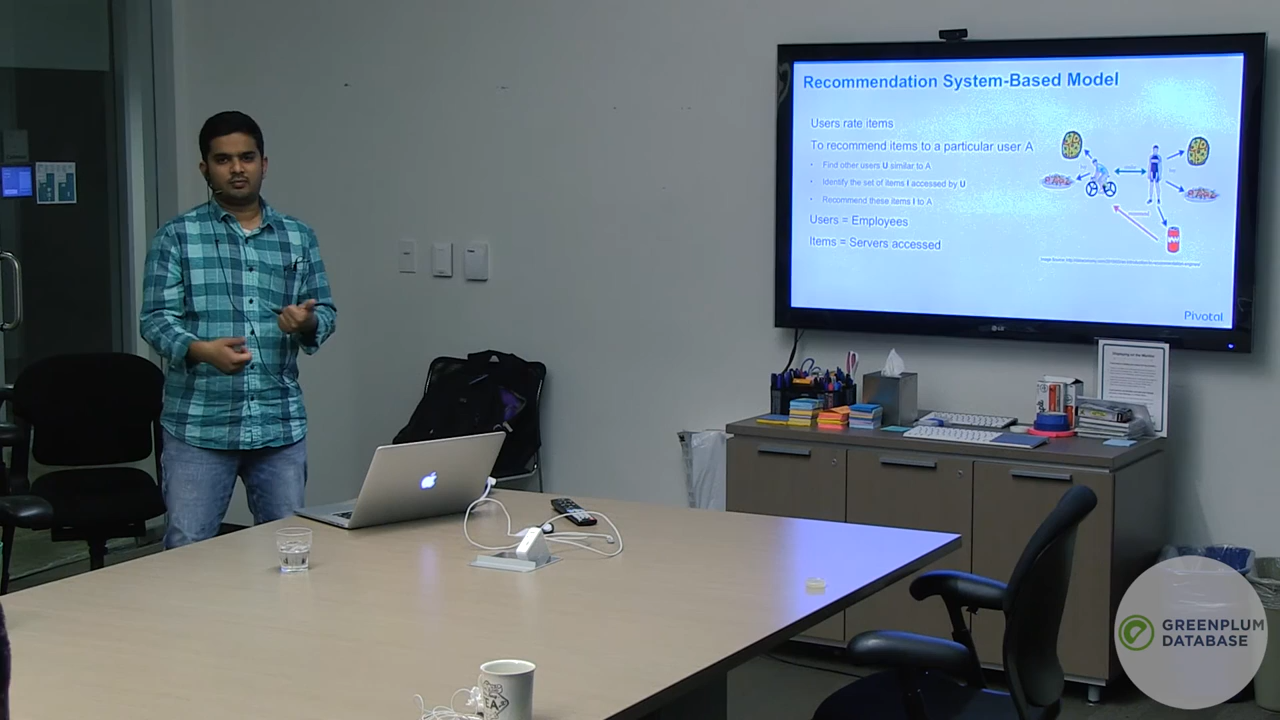 Recommendation System-Based Model
Users rate items
To recommend items to a particular user A
• Find other users U similar to A
• Identify the set of items I accessed by U
• Recommend these items I to A
Users = Employees
Items = Servers accessed
Pivotal
LG
GREENPLUM
DATABASE